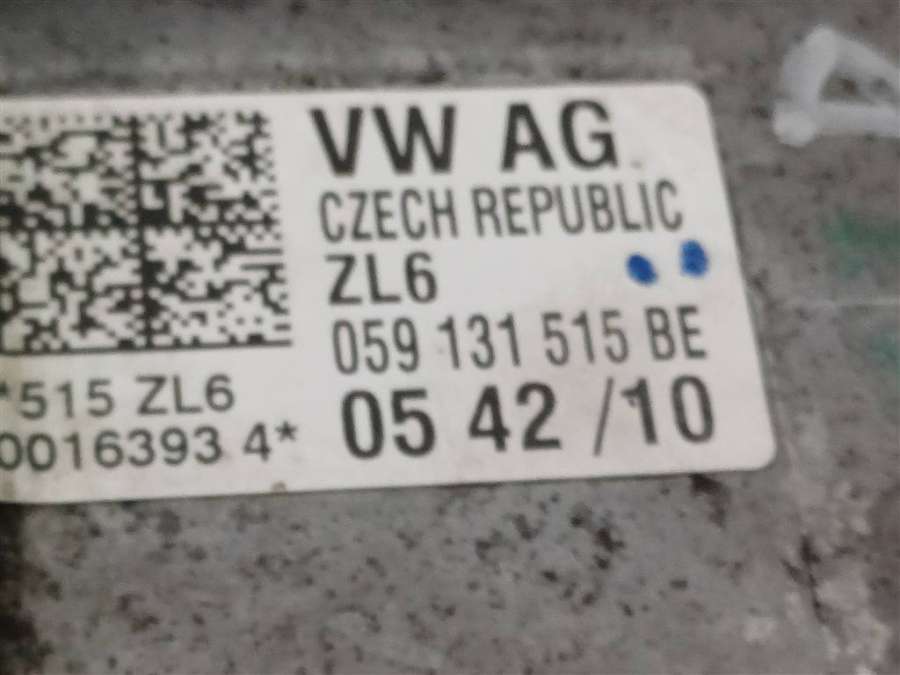 VW AG
CZECH REPUBLIC
ZL6
059 131 515 BE
05 42 /10
*515 ZL6
0016393 4*